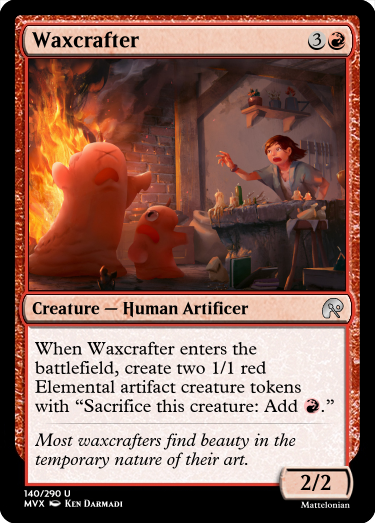 Waxcrafter 3
Creature — Human Artificer
When Waxcrafter enters the
battlefield, create two 1/1 red
Elemental artifact creature tokens
with “Sacrifice this creature: Add .”
Most waxcrafters find beauty in the
temporary nature of their art.
2/2
140/290 U
MVX KEN DARMADI
Mattelonian